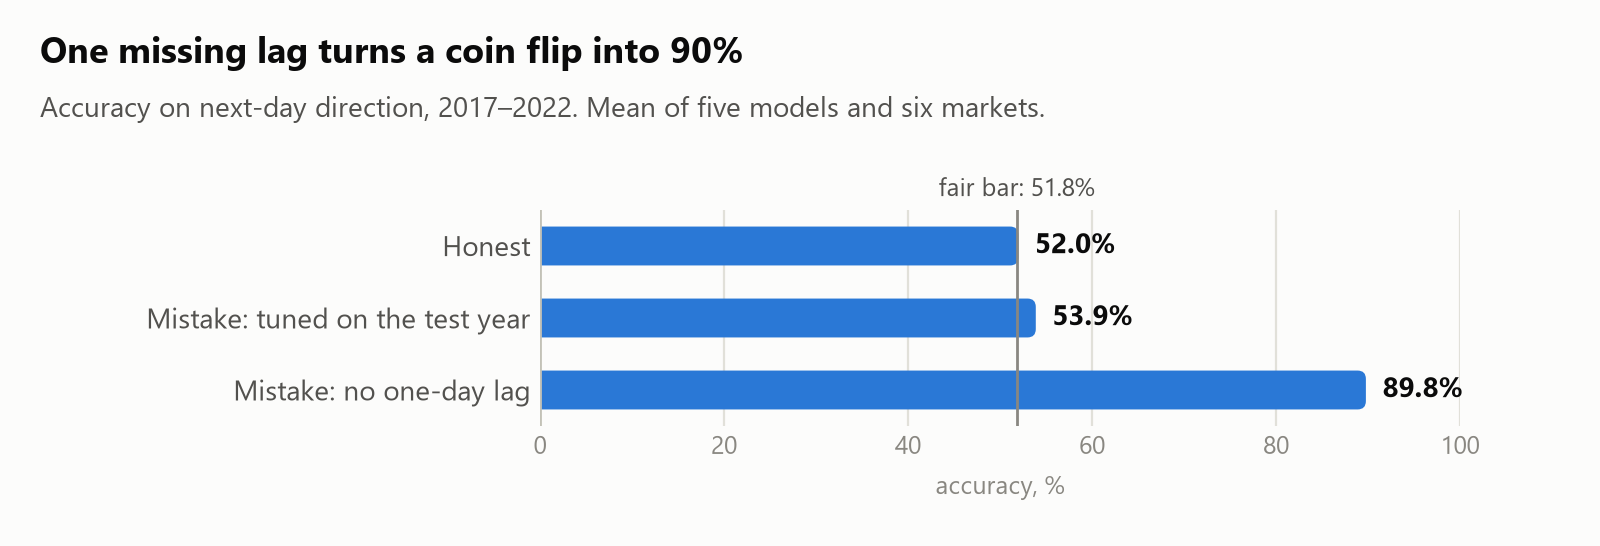 One missing lag turns a coin flip into 90%
Accuracy on next-day direction, 2017–2022. Mean of five models and six markets.
fair bar: 51.8%
Honest 52.0%
Mistake: tuned on the test year 53.9%
Mistake: no one-day lag 89.8%
0 20 40 60 80 100
accuracy, %